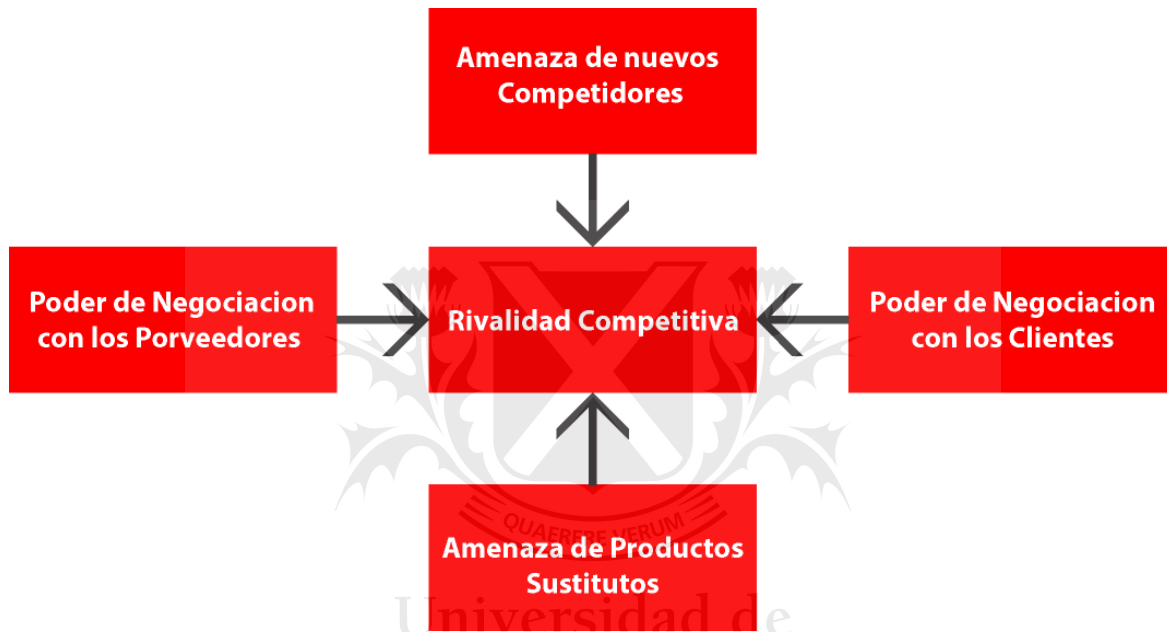 Amenaza de nuevos
Competidores
Poder de Negociacion
con los Porveedores
Rivalidad Competitiva
Poder de Negociacion
con los Clientes
QUAERERE VERUM
Amenaza de Productos
Sustitutos
Universidad de